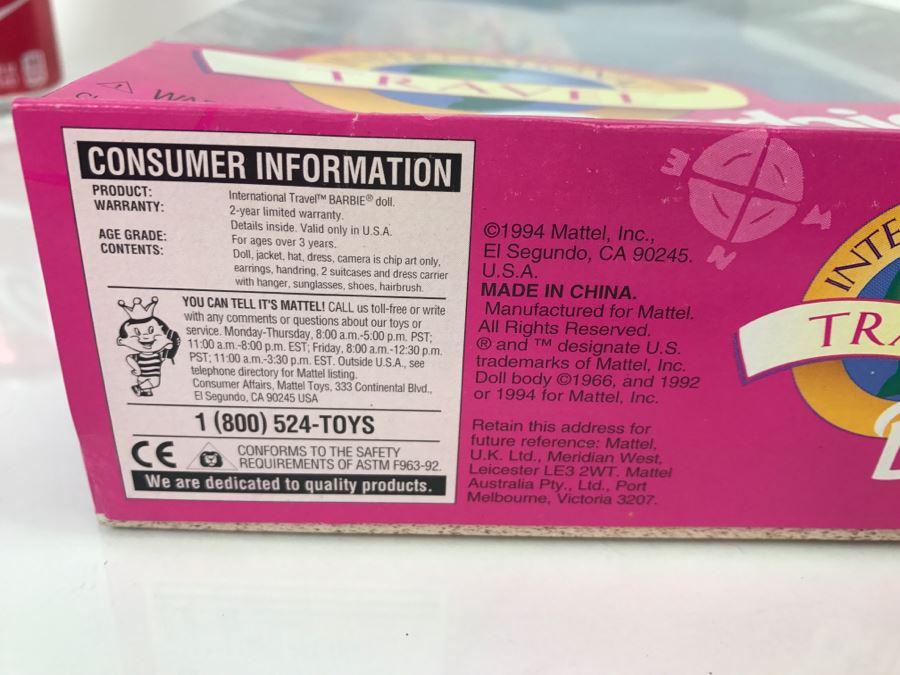 TRAVEL
CONSUMER INFORMATION
PRODUCT: International Travel™ BARBIE® doll.
WARRANTY: 2-year limited warranty.
Details inside. Valid only in U.S.A.
AGE GRADE: For ages over 3 years.
CONTENTS: Doll, jacket, hat, dress, camera is chip art only,
earrings, handring, 2 suitcases and dress carrier
with hanger, sunglasses, shoes, hairbrush.
YOU CAN TELL IT'S MATTEL! CALL us toll-free or write
with any comments or questions about our toys or
service. Monday-Thursday, 8:00 a.m.-5:00 p.m. PST;
11:00 a.m.-8:00 p.m. EST; Friday, 8:00 a.m.-12:30 p.m.
PST; 11:00 a.m.-3:30 p.m. EST. Outside U.S.A., see
telephone directory for Mattel listing.
Consumer Affairs, Mattel Toys, 333 Continental Blvd.,
El Segundo, CA 90245 USA
1 (800) 524-TOYS
CE CONFORMS TO THE SAFETY
REQUIREMENTS OF ASTM F963-92.
We are dedicated to quality products.
©1994 Mattel, Inc.,
El Segundo, CA 90245.
U.S.A.
MADE IN CHINA.
Manufactured for Mattel.
All Rights Reserved.
® and ™ designate U.S.
trademarks of Mattel, Inc.
Doll body ©1966, and 1992
or 1994 for Mattel, Inc.
Retain this address for
future reference: Mattel,
U.K. Ltd., Meridian West,
Leicester LE3 2WT. Mattel
Australia Pty., Ltd., Port
Melbourne, Victoria 3207.
E
N
W
INTE
TRA